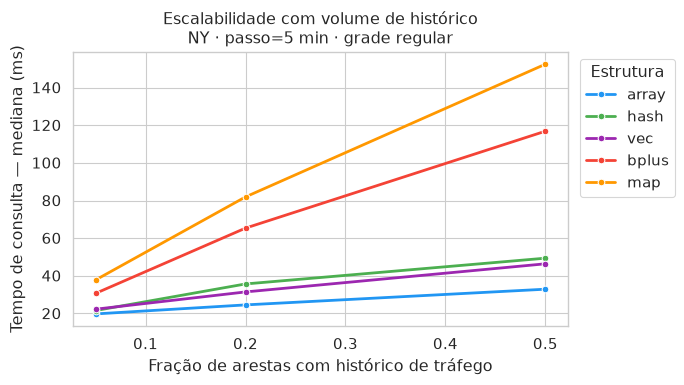 Escalabilidade com volume de histórico
NY · passo=5 min · grade regular
Tempo de consulta — mediana (ms)
140
120
100
80
60
40
20
0.1
0.2
0.3
0.4
0.5
Fração de arestas com histórico de tráfego
Estrutura
array
hash
vec
bplus
map